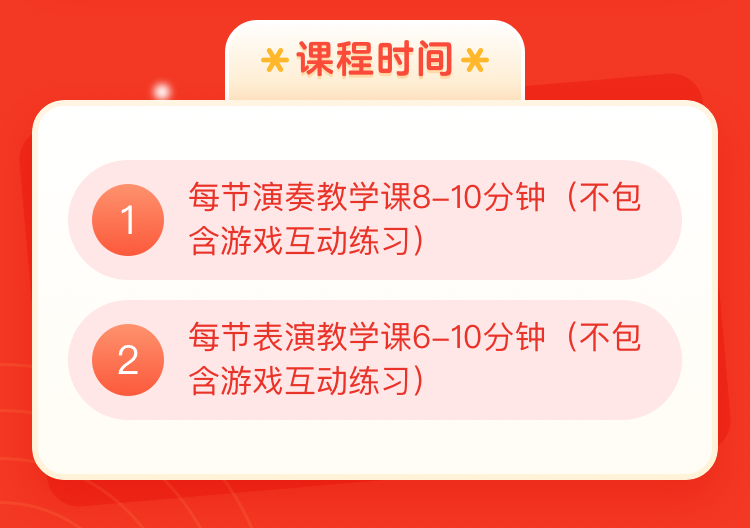 课程时间
1
每节演奏教学课8-10分钟（不包
含游戏互动练习）
2
每节表演教学课6-10分钟（不包
含游戏互动练习）